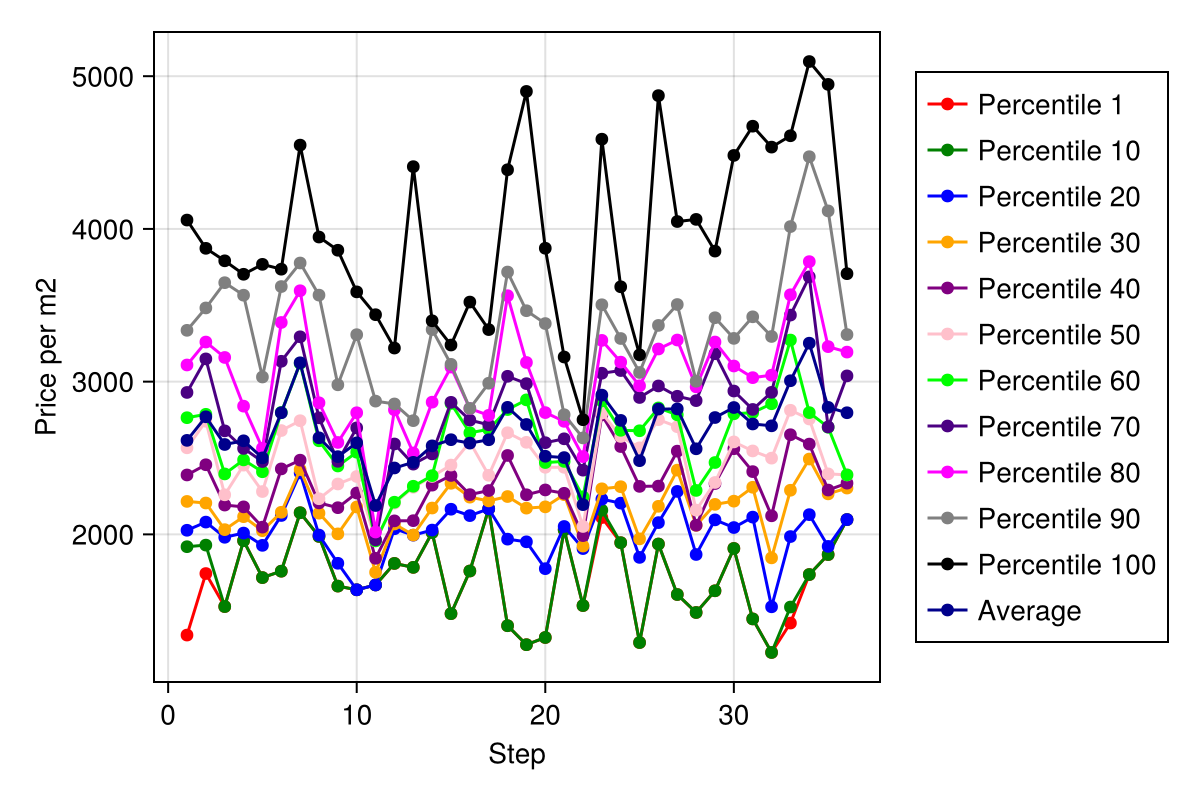 5000
4000
3000
2000
Price per m2
0 10 20 30
Step
Percentile 1
Percentile 10
Percentile 20
Percentile 30
Percentile 40
Percentile 50
Percentile 60
Percentile 70
Percentile 80
Percentile 90
Percentile 100
Average